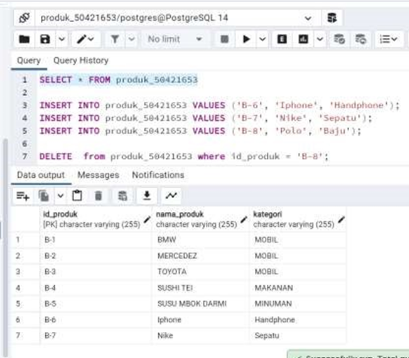 produk_50421653/postgres@PostgreSQL 14
No limit
Query Query History
1 SELECT * FROM produk_50421653
2
3 INSERT INTO produk_50421653 VALUES ('B-6', 'Iphone', 'Handphone');
4 INSERT INTO produk_50421653 VALUES ('B-7', 'Nike', 'Sepatu');
5 INSERT INTO produk_50421653 VALUES ('B-8', 'Polo', 'Baju');
6
7 DELETE from produk_50421653 where id_produk = 'B-8';
Data output Messages Notifications
id_produk nama_produk kategori
[PK] character varying (255) character varying (255) character varying (255)
1 B-1 BMW MOBIL
2 B-2 MERCEDEZ MOBIL
3 B-3 TOYOTA MOBIL
4 B-4 SUSHI TEI MAKANAN
5 B-5 SUSU MBOK DARMI MINUMAN
6 B-6 Iphone Handphone
7 B-7 Nike Sepatu